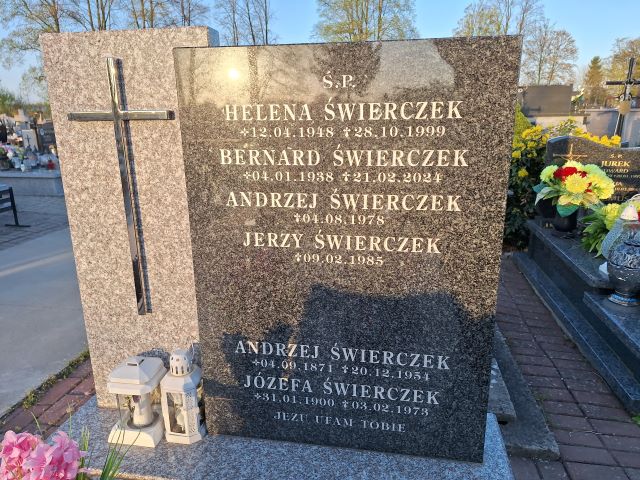 Ś.P.
HELENA ŚWIERCZEK
+12.04.1948 +28.10.1999
BERNARD ŚWIERCZEK
+04.01.1938 +21.02.2024
ANDRZEJ ŚWIERCZEK
+04.08.1978
JERZY ŚWIERCZEK
+09.02.1985
ANDRZEJ ŚWIERCZEK
+04.09.1871 +20.12.1954
JÓZEFA ŚWIERCZEK
+31.01.1900 +03.02.1973
JEZU UFAM TOBIE
Ś.P.
JUREK